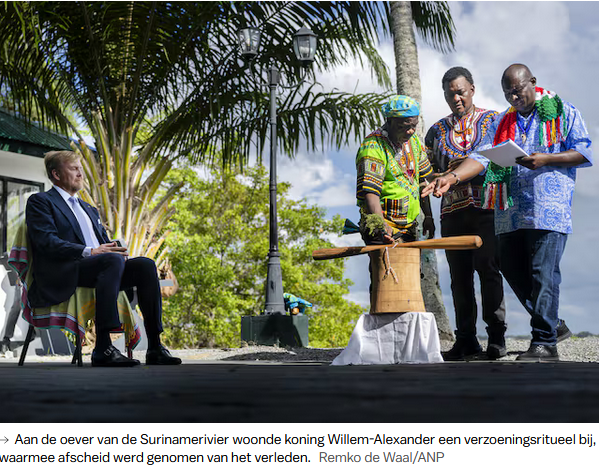 → Aan de oever van de Surinamerivier woonde koning Willem-Alexander een verzoeningsritueel bij,
waarmee afscheid werd genomen van het verleden. Remko de Waal/ANP